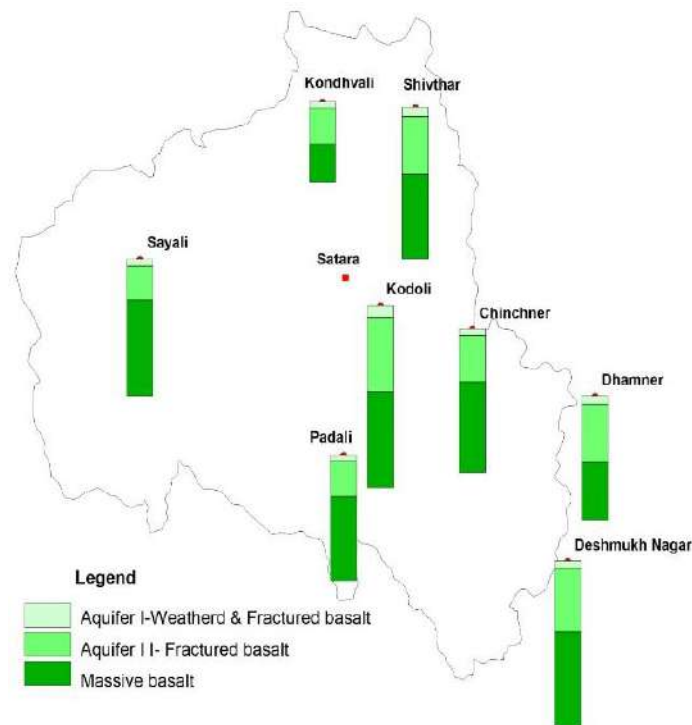 Kondhvali
Shivthar
Sayali
Satara
Kodoli
Chinchner
Dhamner
Padali
Deshmukh Nagar
Legend
Aquifer I-Weatherd & Fractured basalt
Aquifer I I- Fractured basalt
Massive basalt